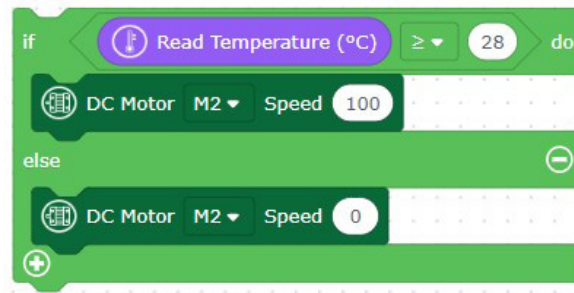 if Read Temperature (°C) ≥ 28 do
DC Motor M2 Speed 100
else
DC Motor M2 Speed 0